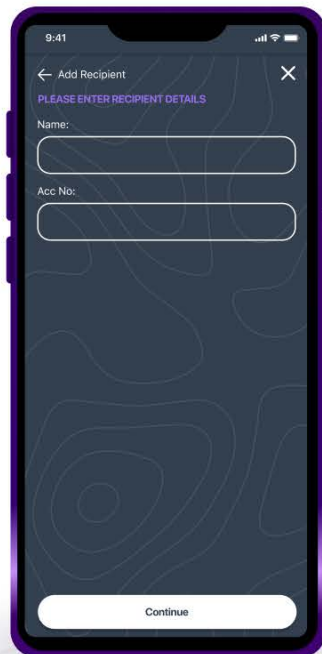 9:41
Add Recipient
PLEASE ENTER RECIPIENT DETAILS
Name:
Acc No:
Continue